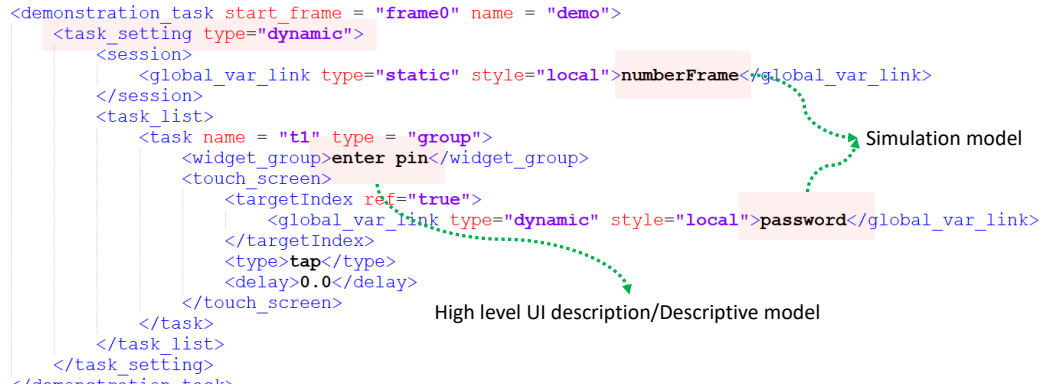 <demonstration_task start_frame = "frame0" name = "demo">
<task_setting type="dynamic">
<session>
<global_var_link type="static" style="local">numberFrame</global_var_link>
</session>
<task_list>
<task name = "t1" type = "group">
Simulation model
<widget_group>enter pin</widget_group>
<touch_screen>
<targetIndex ref="true">
<global_var_link type="dynamic" style="local">password</global_var_link>
</targetIndex>
<type>tap</type>
<delay>0.0</delay>
</touch_screen>
High level UI description/Descriptive model
</task>
</task_list>
</task_setting>
</demonstration_task>